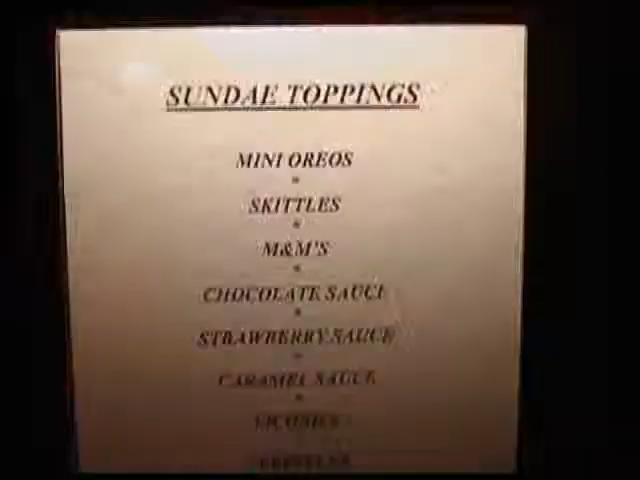 SUNDAE TOPPINGS
MINI OREOS
*
SKITTLES
*
M&M'S
*
CHOCOLATE SAUCE
*
STRAWBERRY SAUCE
*
CARAMEL SAUCE
*